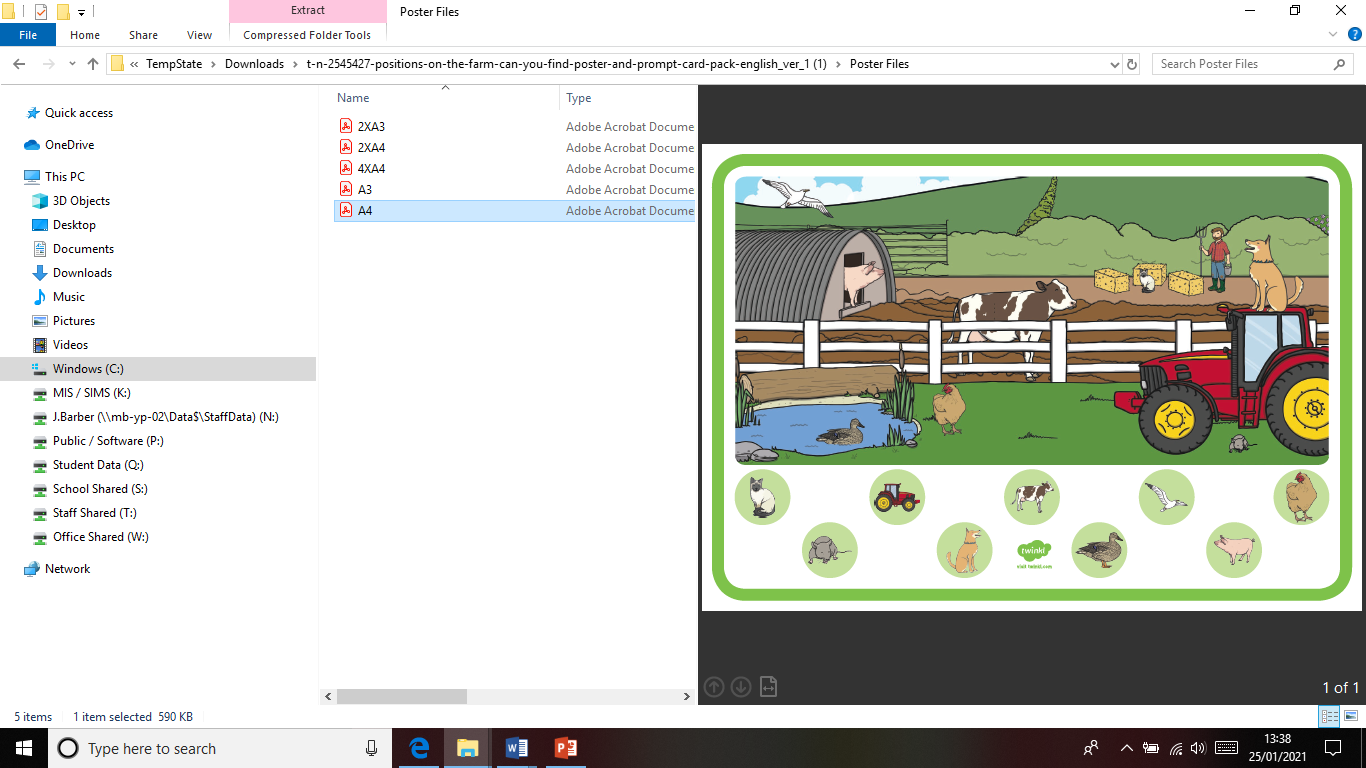 Extract
Poster Files
File
Home
Share
View
Compressed Folder Tools
« TempState > Downloads > t-n-2545427-positions-on-the-farm-can-you-find-poster-and-prompt-card-pack-english_ver_1 (1) > Poster Files
Search Poster Files
Name
Type
Quick access
OneDrive
This PC
3D Objects
Desktop
Documents
Downloads
Music
Pictures
Videos
Windows (C:)
MIS / SIMS (K:)
J.Barber (\\mb-yp-02\Data$\StaffData) (N:)
Public / Software (P:)
Student Data (Q:)
School Shared (S:)
Staff Shared (T:)
Office Shared (W:)
Network
2XA3 Adobe Acrobat Docume
2XA4 Adobe Acrobat Docume
4XA4 Adobe Acrobat Docume
A3 Adobe Acrobat Docume
A4 Adobe Acrobat Docume
twinkl
visit twinkl.com
1 of 1
5 items
1 item selected 590 KB
Type here to search
13:38
25/01/2021